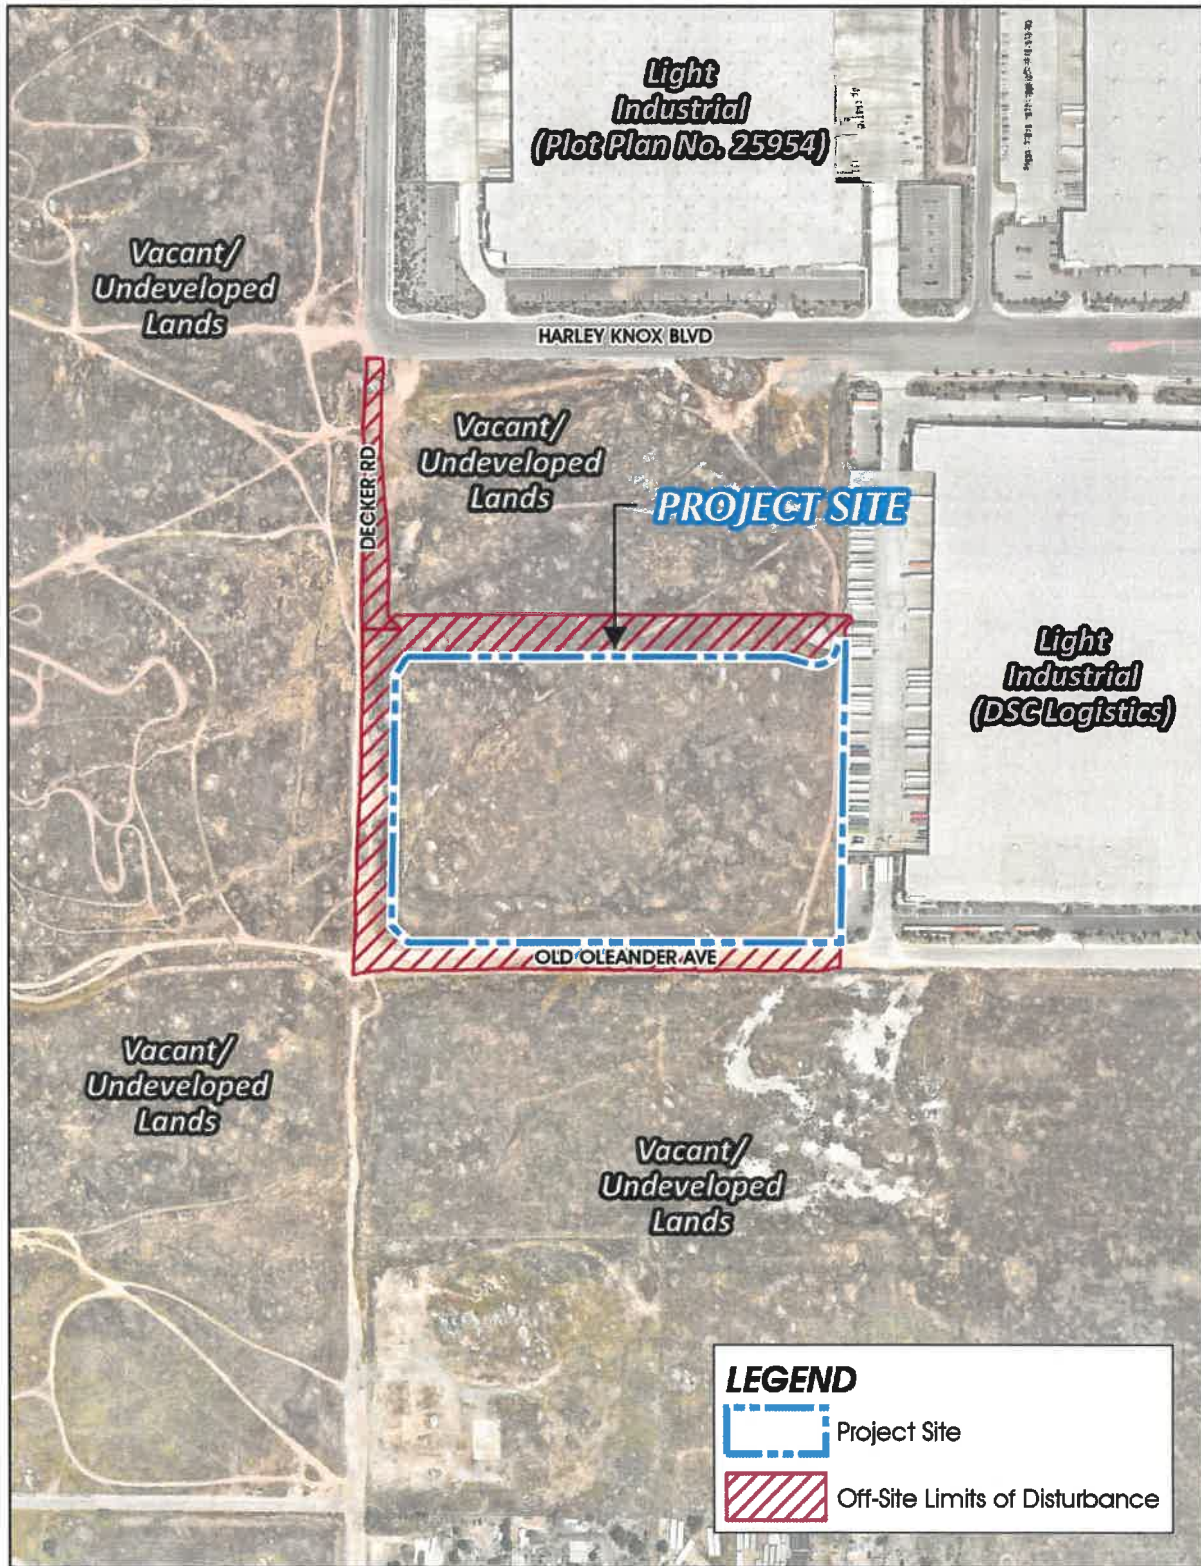 Light
Industrial
(Plot Plan No. 25954)
Vacant/
Undeveloped
Lands
HARLEY KNOX BLVD
Vacant/
Undeveloped
Lands
DECKER RD
PROJECT SITE
Light
Industrial
(DSC Logistics)
OLD OLEANDER AVE
Vacant/
Undeveloped
Lands
Vacant/
Undeveloped
Lands
LEGEND
Project Site
Off-Site Limits of Disturbance